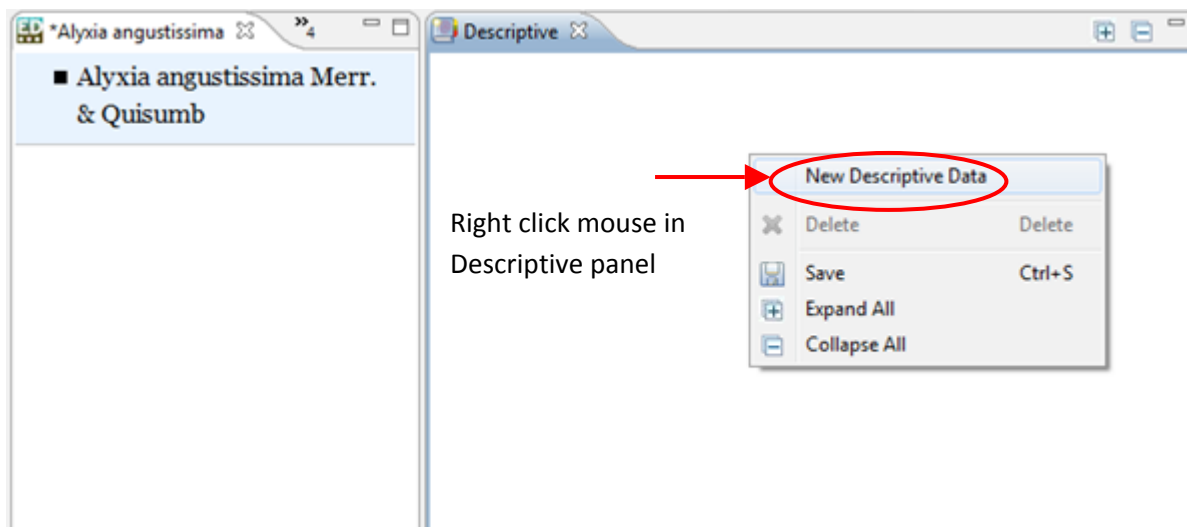 *Alyxia angustissima
»4
Descriptive
Alyxia angustissima Merr.
& Quisumb
New Descriptive Data
Right click mouse in
Descriptive panel
Delete Delete
Save Ctrl+S
Expand All
Collapse All